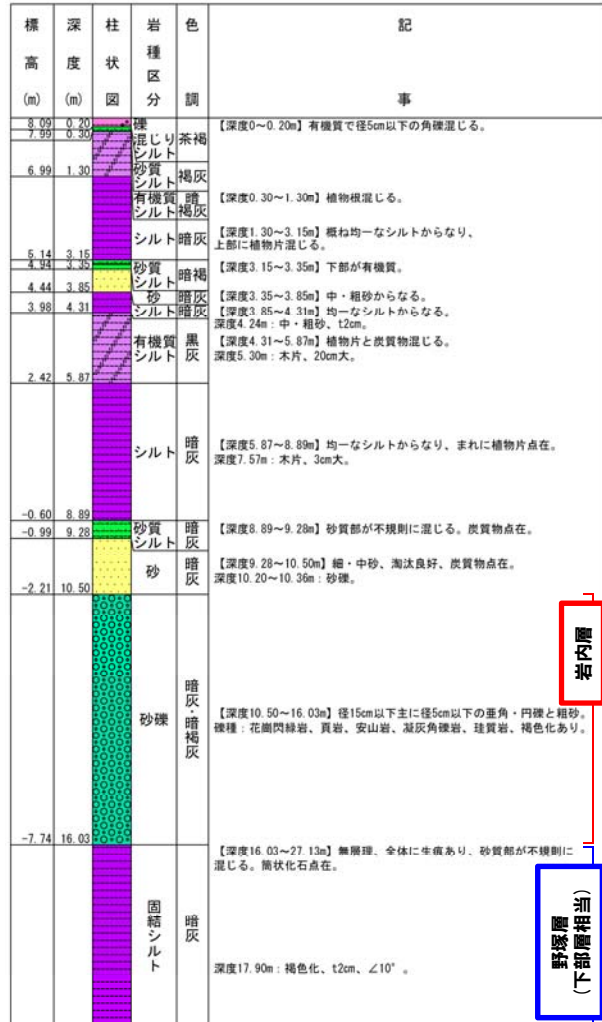 標高(m) 深度(m) 柱状図 岩種区分 色調 記事
8.09 0.20 礫混じりシルト 茶褐 【深度0~0.20m】有機質で径5cm以下の角礫混じる。
7.99 0.30 砂質シルト 褐灰
6.99 1.30 有機質シルト 暗褐灰 【深度0.30~1.30m】植物根混じる。
シルト 暗灰 【深度1.30~3.15m】概ね均一なシルトからなり、
上部に植物片混じる。
5.14 3.15
4.94 3.35 砂質シルト 暗褐 【深度3.15~3.35m】下部が有機質。
4.44 3.85 砂 暗灰 【深度3.35~3.85m】中・粗砂からなる。
3.98 4.31 シルト 暗灰 【深度3.85~4.31m】均一なシルトからなる。
深度4.24m:中・粗砂、t2cm。
有機質シルト 黒灰 【深度4.31~5.87m】植物片と炭質物混じる。
深度5.30m:木片、20cm大。
2.42 5.87
シルト 暗灰 【深度5.87~8.89m】均一なシルトからなり、まれに植物片点在。
深度7.57m:木片、3cm大。
-0.60 8.89
-0.99 9.28 砂質シルト 暗灰 【深度8.89~9.28m】砂質部が不規則に混じる。炭質物点在。
砂 暗灰 【深度9.28~10.50m】細・中砂、淘汰良好、炭質物点在。
深度10.20~10.36m:砂礫。
-2.21 10.50
岩内層
砂礫 暗灰・暗褐灰 【深度10.50~16.03m】径15cm以下主に径5cm以下の亜角・円礫と粗砂。
礫種:花崗閃緑岩、頁岩、安山岩、凝灰角礫岩、珪質岩、褐色化あり。
-7.74 16.03
【深度16.03~27.13m】無層理、全体に生痕あり、砂質部が不規則に
混じる。筒状化石点在。
固結シルト 暗灰
野塚層
(下部層相当)
深度17.90m:褐色化、t2cm、∠10°。